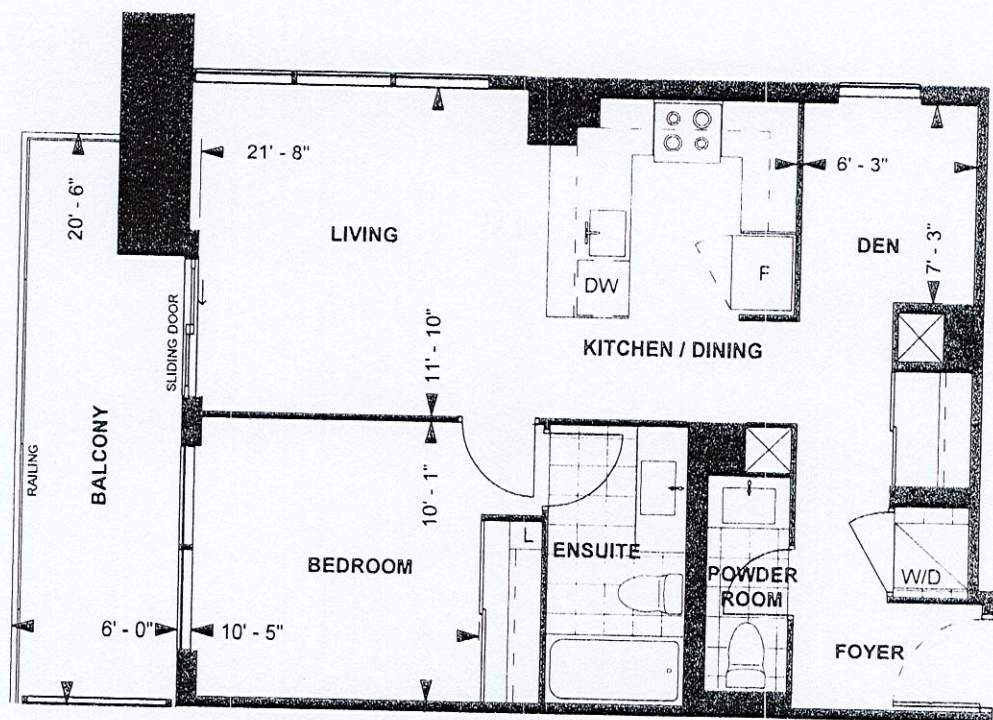 21' - 8"
20' - 6"
LIVING
6' - 3"
DEN
7' - 3"
DW
F
SLIDING DOOR
11' - 10"
KITCHEN / DINING
RAILING
BALCONY
10' - 1"
L
BEDROOM
ENSUITE
POWDER
ROOM
W/D
6' - 0"
10' - 5"
FOYER